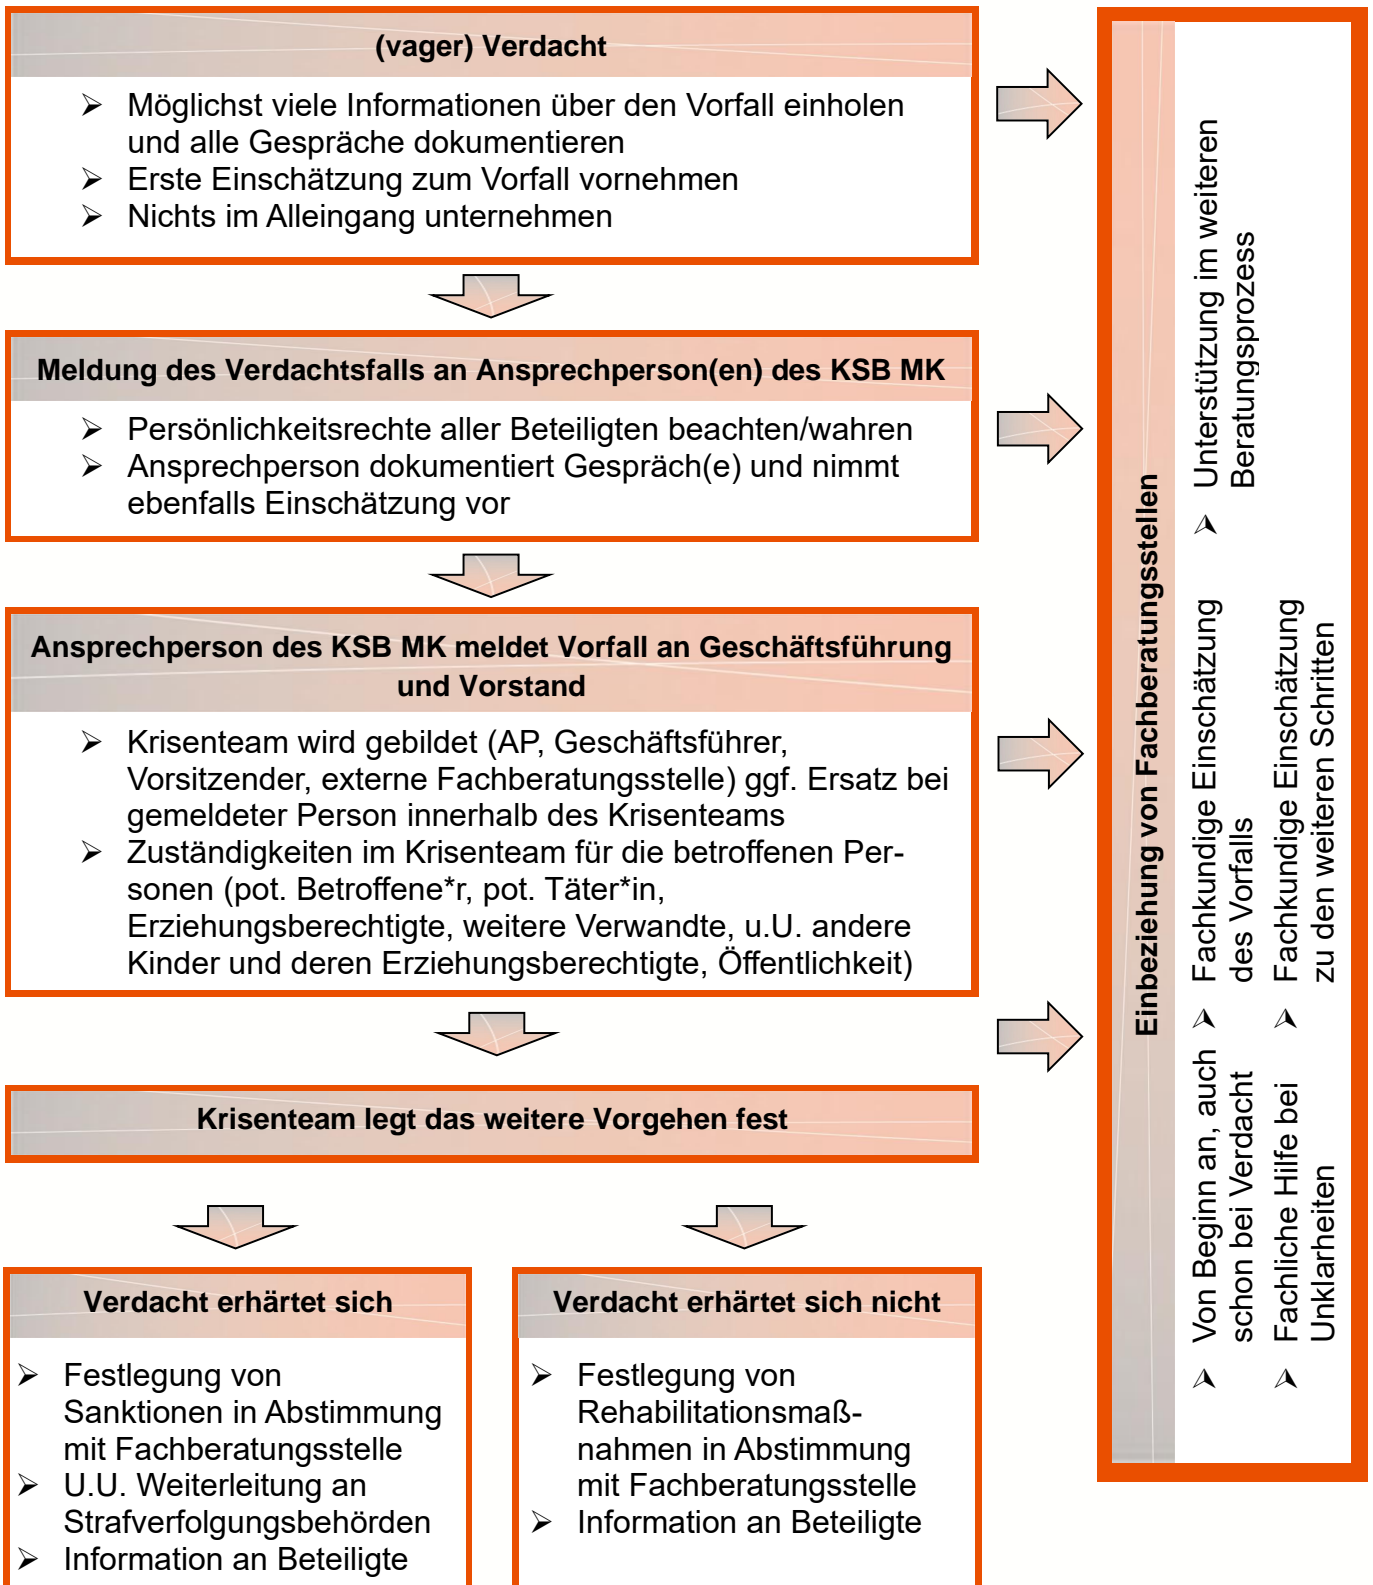 (vager) Verdacht
➢ Möglichst viele Informationen über den Vorfall einholen
und alle Gespräche dokumentieren
➢ Erste Einschätzung zum Vorfall vornehmen
➢ Nichts im Alleingang unternehmen
Meldung des Verdachtsfalls an Ansprechperson(en) des KSB MK
➢ Persönlichkeitsrechte aller Beteiligten beachten/wahren
➢ Ansprechperson dokumentiert Gespräch(e) und nimmt
ebenfalls Einschätzung vor
Ansprechperson des KSB MK meldet Vorfall an Geschäftsführung
und Vorstand
➢ Krisenteam wird gebildet (AP, Geschäftsführer,
Vorsitzender, externe Fachberatungsstelle) ggf. Ersatz bei
gemeldeter Person innerhalb des Krisenteams
➢ Zuständigkeiten im Krisenteam für die betroffenen Per-
sonen (pot. Betroffene*r, pot. Täter*in,
Erziehungsberechtigte, weitere Verwandte, u.U. andere
Kinder und deren Erziehungsberechtigte, Öffentlichkeit)
Krisenteam legt das weitere Vorgehen fest
Verdacht erhärtet sich
➢ Festlegung von
Sanktionen in Abstimmung
mit Fachberatungsstelle
➢ U.U. Weiterleitung an
Strafverfolgungsbehörden
➢ Information an Beteiligte
Verdacht erhärtet sich nicht
➢ Festlegung von
Rehabilitationsmaß-
nahmen in Abstimmung
mit Fachberatungsstelle
➢ Information an Beteiligte
Einbeziehung von Fachberatungsstellen
➢ Von Beginn an, auch
schon bei Verdacht
➢ Fachliche Hilfe bei
Unklarheiten
➢ Fachkundige Einschätzung
des Vorfalls
➢ Fachkundige Einschätzung
zu den weiteren Schritten
➢ Unterstützung im weiteren
Beratungsprozess